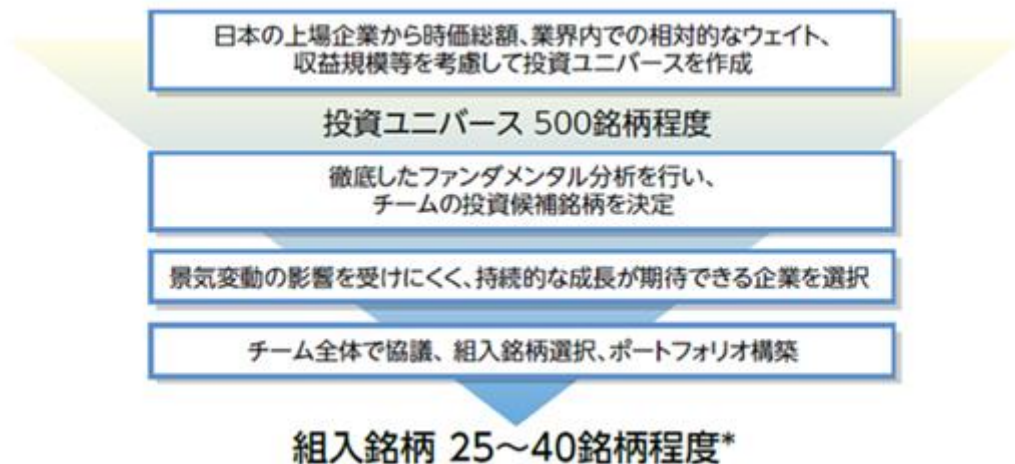 日本の上場企業から時価総額、業界内での相対的なウェイト、
収益規模等を考慮して投資ユニバースを作成
投資ユニバース 500銘柄程度
徹底したファンダメンタル分析を行い、
チームの投資候補銘柄を決定
景気変動の影響を受けにくく、持続的な成長が期待できる企業を選択
チーム全体で協議、組入銘柄選択、ポートフォリオ構築
組入銘柄 25～40銘柄程度*